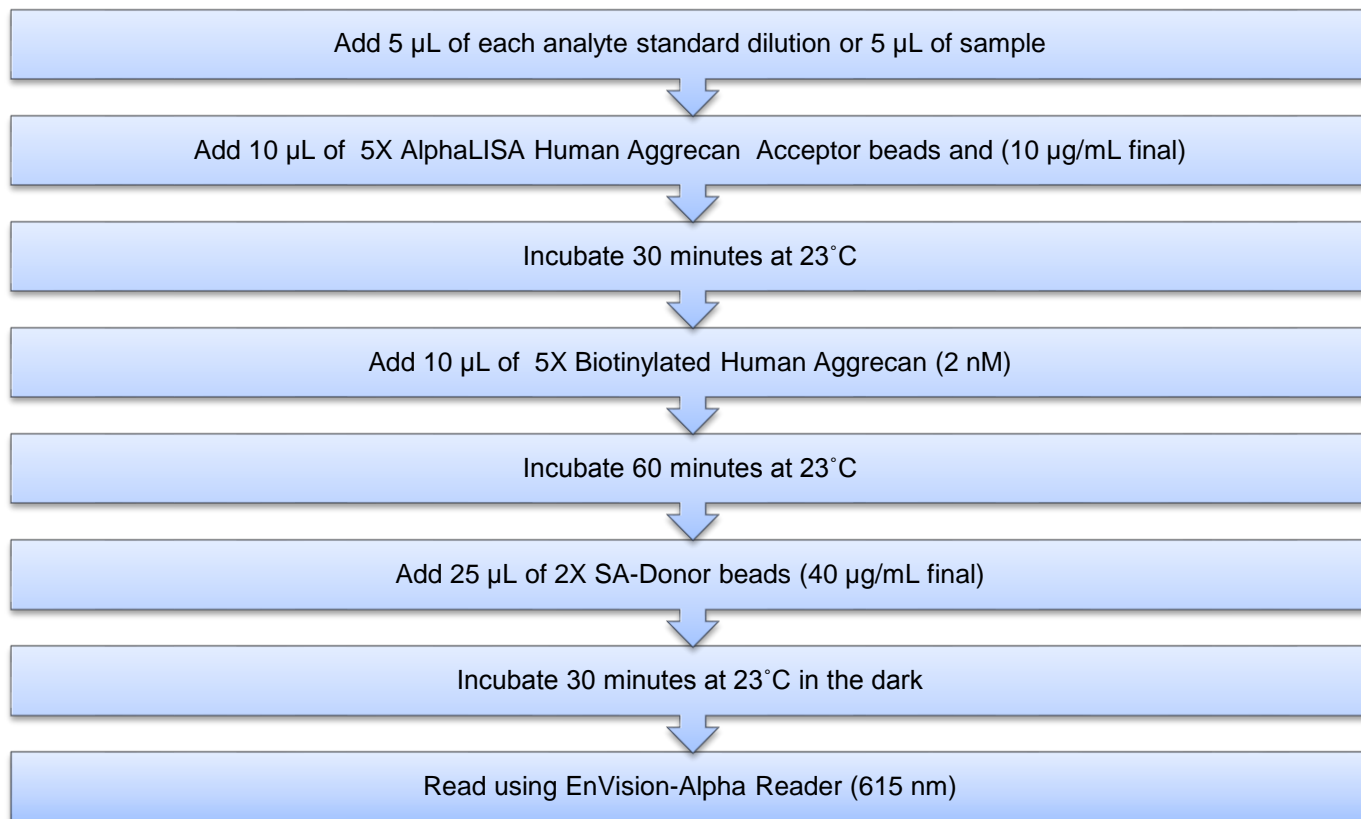 Add 5 µL of each analyte standard dilution or 5 µL of sample
Add 10 µL of 5X AlphaLISA Human Aggrecan Acceptor beads and (10 µg/mL final)
Incubate 30 minutes at 23˚C
Add 10 µL of 5X Biotinylated Human Aggrecan (2 nM)
Incubate 60 minutes at 23˚C
Add 25 µL of 2X SA-Donor beads (40 µg/mL final)
Incubate 30 minutes at 23˚C in the dark
Read using EnVision-Alpha Reader (615 nm)